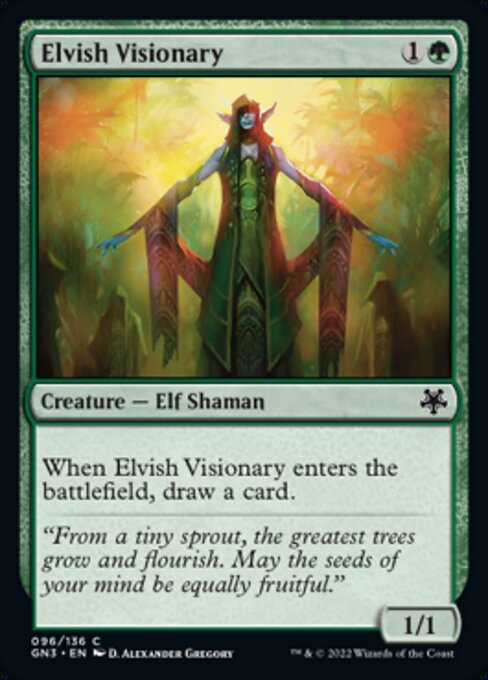 Elvish Visionary 1
Creature — Elf Shaman
When Elvish Visionary enters the
battlefield, draw a card.
“From a tiny sprout, the greatest trees
grow and flourish. May the seeds of
your mind be equally fruitful.”
1/1
096/136 C
GN3 • EN D. Alexander Gregory
™ & © 2022 Wizards of the Coast